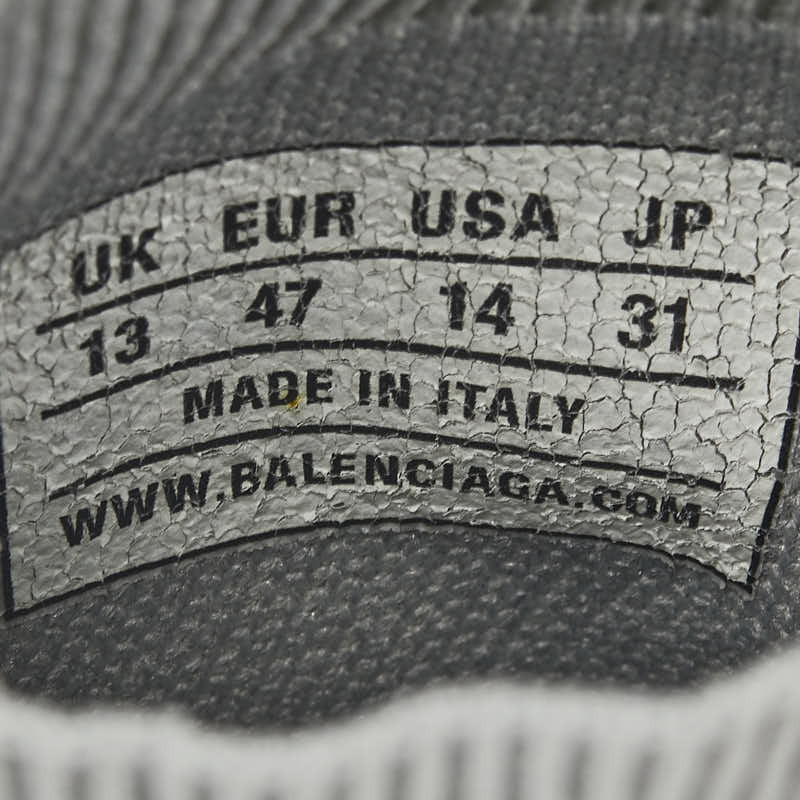 UK EUR USA JP
13 47 14 31
MADE IN ITALY
WWW.BALENCIAGA.COM